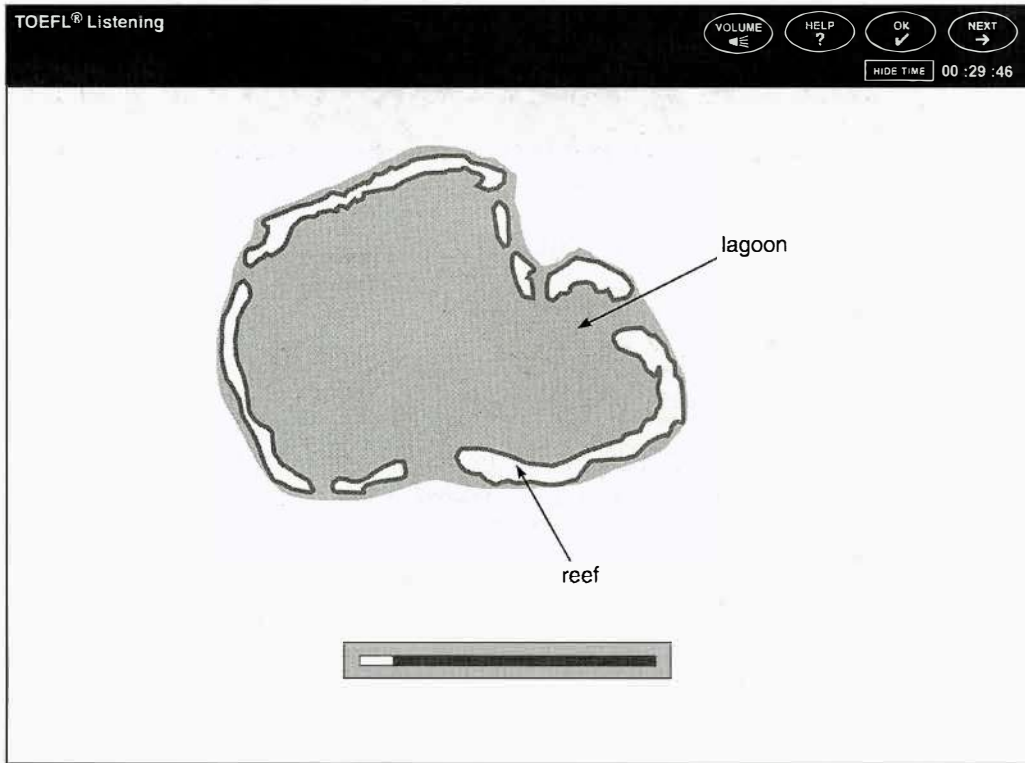 TOEFL® Listening
VOLUME
HELP
?
OK
NEXT
HIDE TIME 00 :29 :46
lagoon
reef